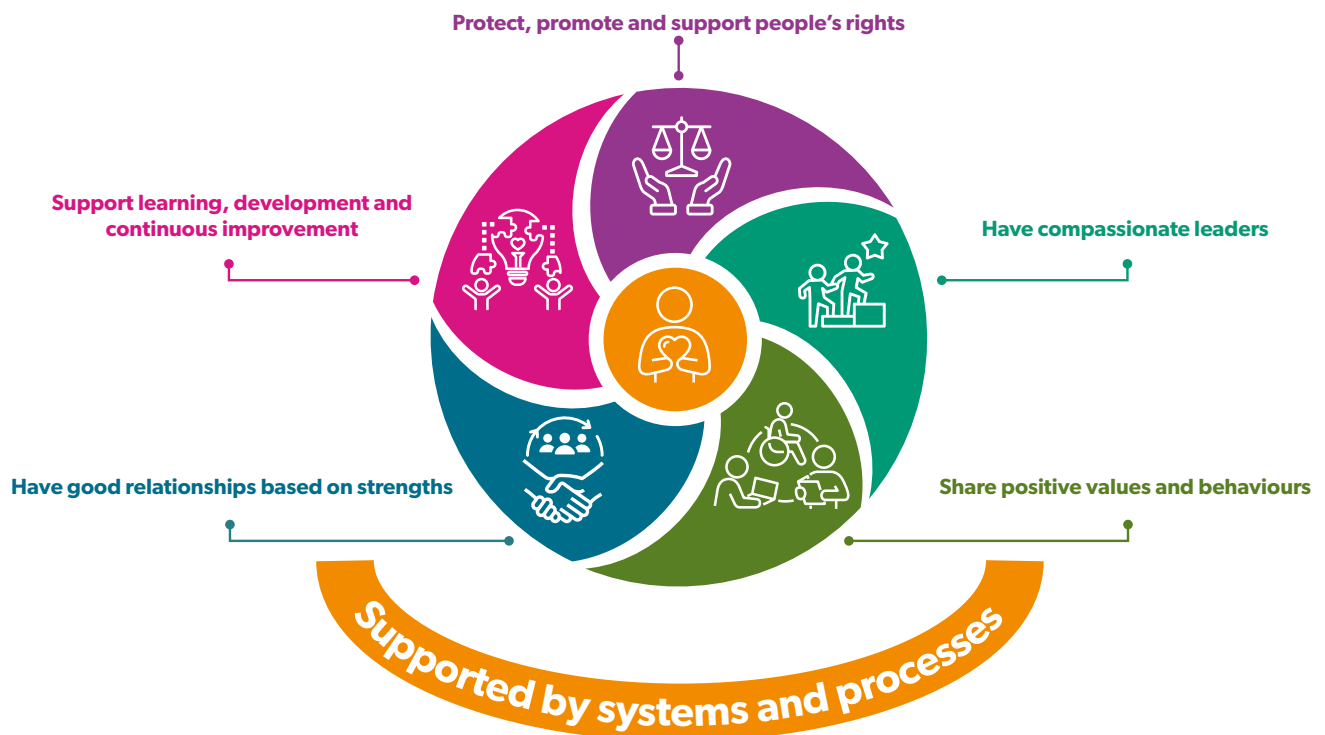 Protect, promote and support people’s rights
Support learning, development and
continuous improvement
Have compassionate leaders
Have good relationships based on strengths
Share positive values and behaviours
Supported by systems and processes